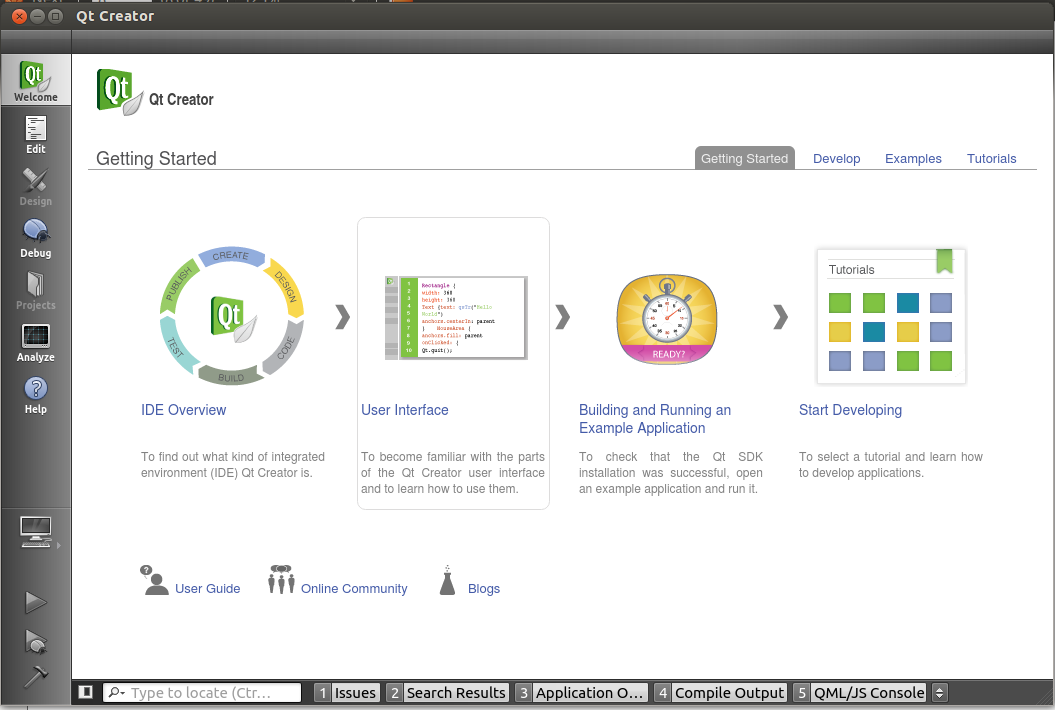 Qt Creator
Qt
Welcome
Edit
Design
Debug
Projects
Analyze
Help
Qt Creator
Getting Started
Getting Started
Develop
Examples
Tutorials
CREATE
DESIGN
CODE
BUILD
TEST
PUBLISH
Qt
1 Rectangle {
2 width: 360
3 height: 360
4 Text {text: qsTr("Hello
5 World")
6 anchors.centerIn: parent
7 } MouseArea {
8 anchors.fill: parent
9 onClicked: {
10 Qt.quit();
READY?
Tutorials
IDE Overview
To find out what kind of integrated
environment (IDE) Qt Creator is.
User Interface
To become familiar with the parts
of the Qt Creator user interface
and to learn how to use them.
Building and Running an
Example Application
To check that the Qt SDK
installation was successful, open
an example application and run it.
Start Developing
To select a tutorial and learn how
to develop applications.
User Guide
Online Community
Blogs
Type to locate (Ctr...
1 Issues
2 Search Results
3 Application O...
4 Compile Output
5 QML/JS Console